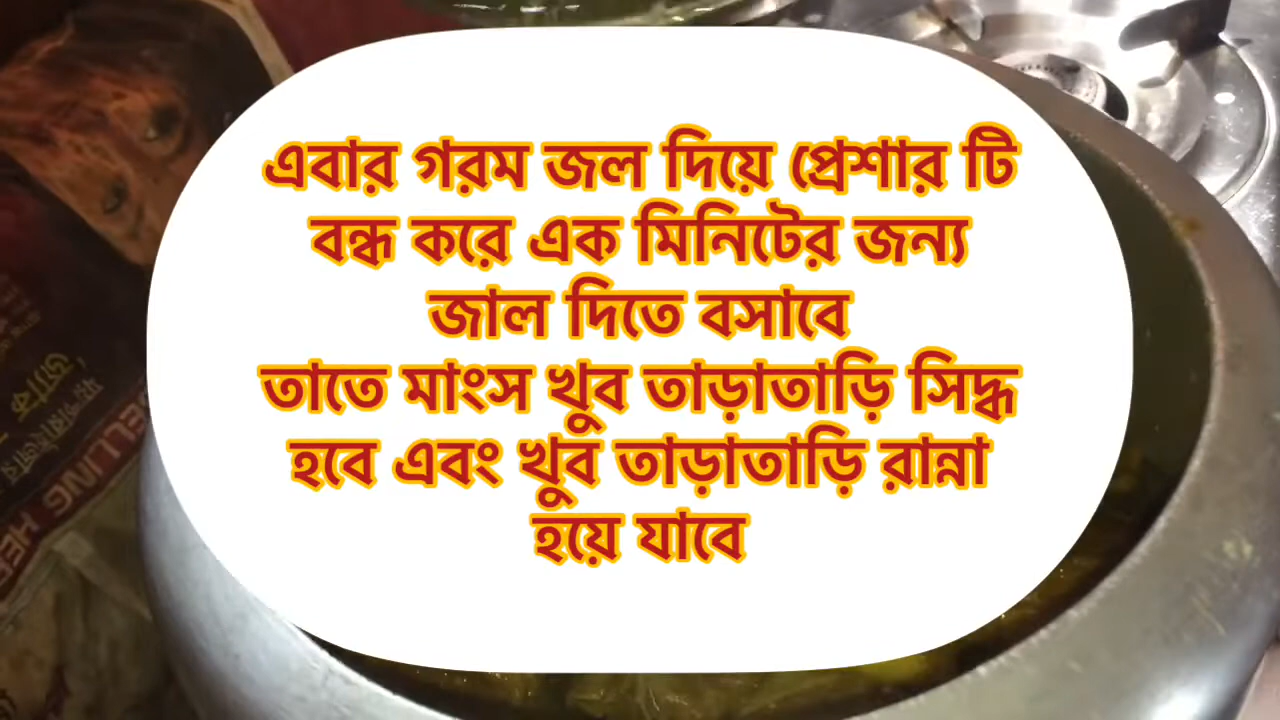 এবার গরম জল দিয়ে প্রেশার টি
বন্ধ করে এক মিনিটের জন্য
জাল দিতে বসাবে
তাতে মাংস খুব তাড়াতাড়ি সিদ্ধ
হবে এবং খুব তাড়াতাড়ি রান্না
হয়ে যাবে